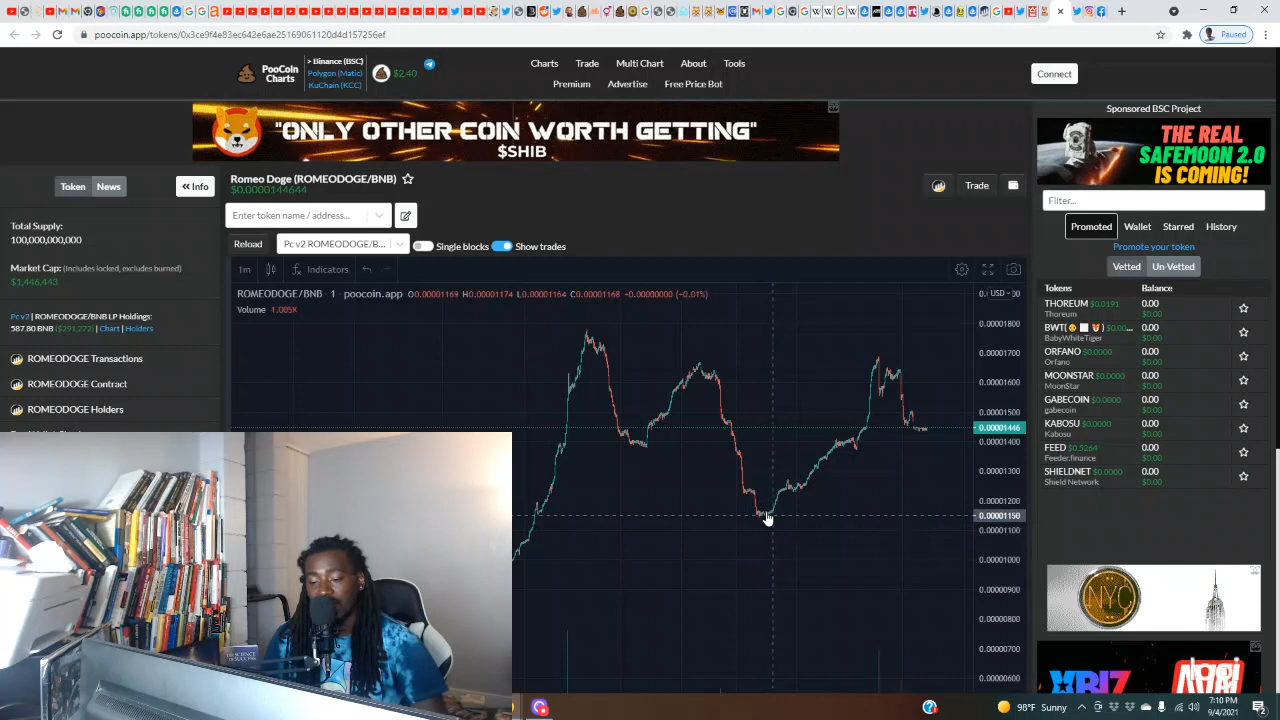 Paused
poocoin.app/tokens/0x3ce9f4e83ec642e6ae25169061120d4d157256ef
PooCoin
Charts
> Binance (BSC)
Polygon (Matic)
KuChain (KCC)
$2.40
Charts
Trade
Multi Chart
About
Tools
Premium
Advertise
Free Price Bot
Connect
"ONLY OTHER COIN WORTH GETTING"
$SHIB
Sponsored BSC Project
THE REAL
SAFEMOON 2.0
IS COMING!
Token
News
Info
Romeo Doge (ROMEODOGE/BNB)
$0.0000144644
Trade
Filter...
Enter token name / address...
Total Supply:
100,000,000,000
Promoted
Wallet
Starred
History
Reload
Pc v2 ROMEODOGE/B...
Single blocks
Show trades
Promote your token
Market Cap: (Includes locked, excludes burned)
$1,446,443
Vetted
Un-Vetted
1m
Indicators
Tokens
Balance
ROMEODOGE/BNB · 1 · poocoin.app O0.00001169 H0.00001174 L0.00001164 C0.00001168 -0.00000000 (-0.01%)
USD
Volume 1.005K
Pc v2 | ROMEODOGE/BNB LP Holdings:
587.80 BNB ($291,272) | Chart | Holders
ROMEODOGE Transactions
ROMEODOGE Contract
ROMEODOGE Holders
THOREUM $0.0191
Thoreum
0.00
$0.00
BWT( $0.00...
BabyWhiteTiger
0.00
$0.00
ORFANO $0.0000
Orfano
0.00
$0.00
MOONSTAR $0.0000
MoonStar
0.00
$0.00
GABECOIN $0.0000
gabecoin
0.00
$0.00
KABOSU $0.0000
Kabosu
0.00
$0.00
FEED $0.5264
Feeder.finance
0.00
$0.00
SHIELDNET $0.0000
Shield Network
0.00
$0.00
0.00001800
0.00001700
0.00001600
0.00001500
0.00001446
0.00001400
0.00001300
0.00001200
0.00001150
0.00001100
0.00001000
0.00000900
0.00000800
0.00000700
0.00000600
NYC
THE SCIENCE OF SUCCESS
98°F Sunny
7:10 PM
9/4/2021